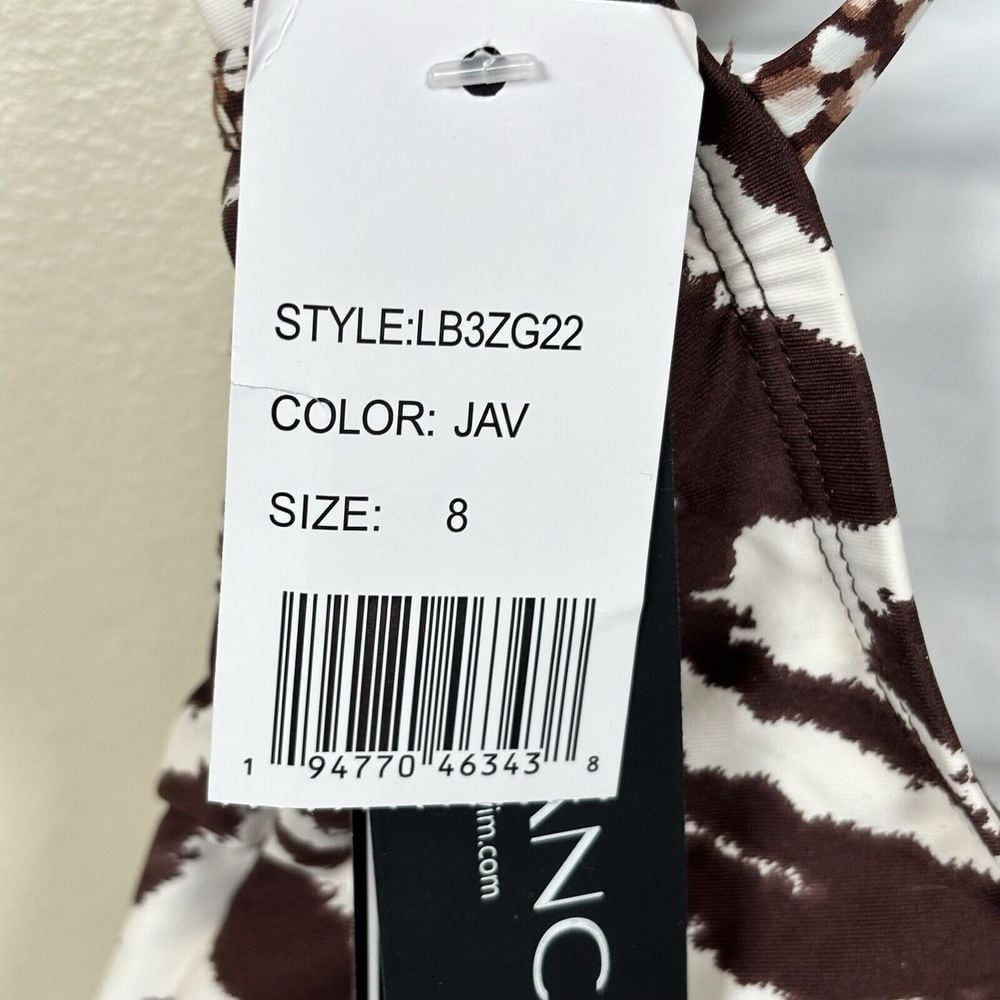 STYLE:LB3ZG22
COLOR: JAV
SIZE: 8
1 94770 46343 8
im.com
NC